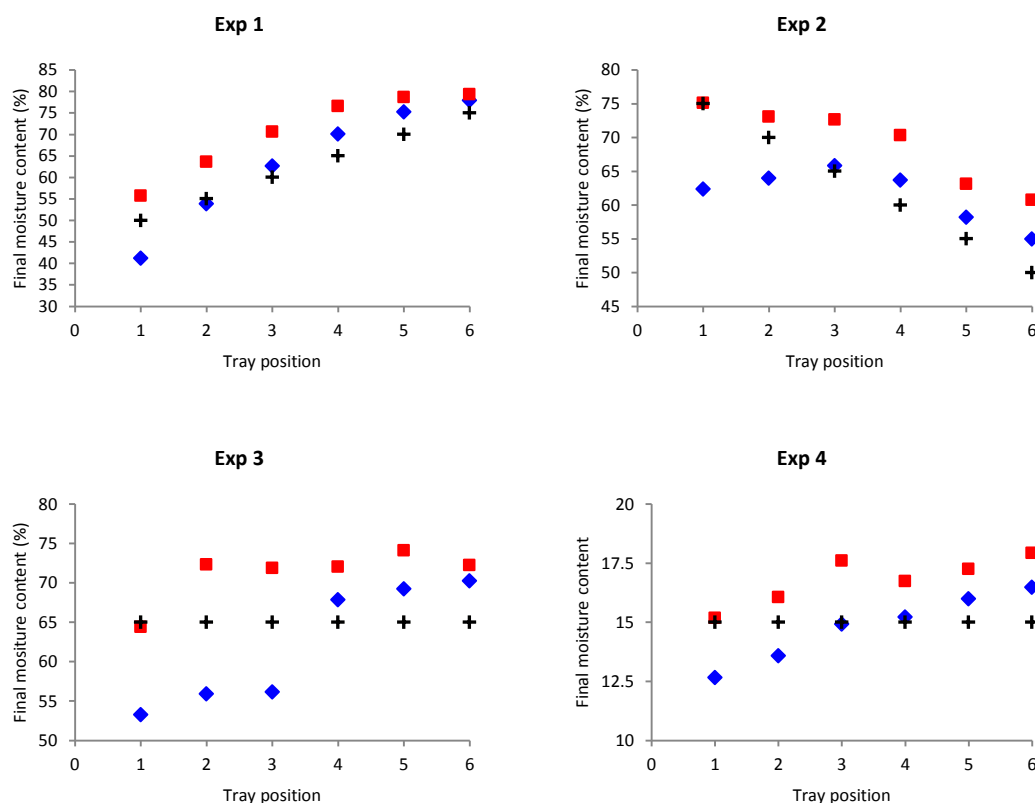 Exp 1
Final moisture content (%)
85
80
75
70
65
60
55
50
45
40
35
30
0 1 2 3 4 5 6
Tray position
Exp 2
Final moisture content (%)
80
75
70
65
60
55
50
45
0 1 2 3 4 5 6
Tray position
Exp 3
Final mositure content (%)
80
75
70
65
60
55
50
0 1 2 3 4 5 6
Tray position
Exp 4
Final moisture content
20
17.5
15
12.5
10
0 1 2 3 4 5 6
Tray position